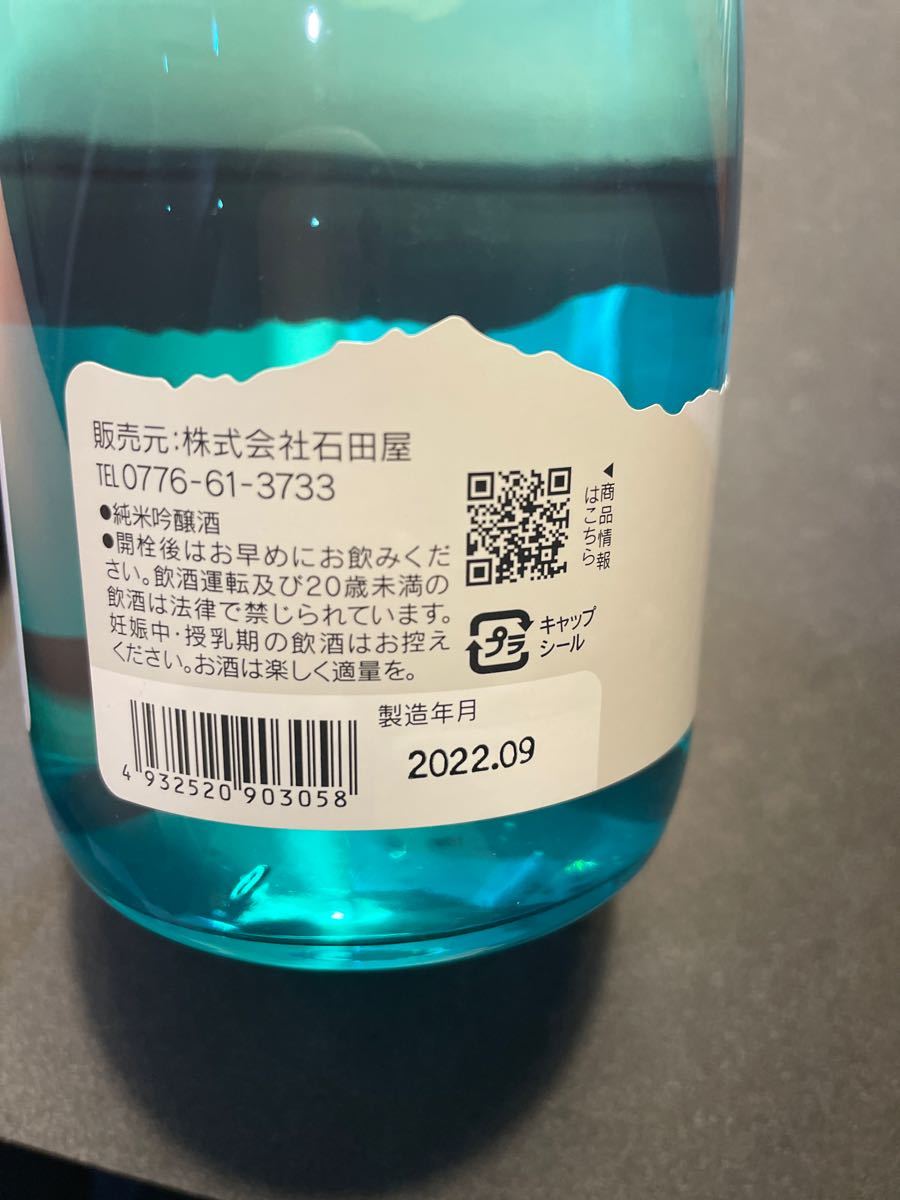 販売元:株式会社石田屋
TEL0776-61-3733
●純米吟醸酒
●開栓後はお早めにお飲みくだ
さい。飲酒運転及び20歳未満の
飲酒は法律で禁じられています。
妊娠中・授乳期の飲酒はお控え
ください。お酒は楽しく適量を。
◀商品情報
はこちら
プラ
キャップ
シール
製造年月
2022.09
4 932520 903058